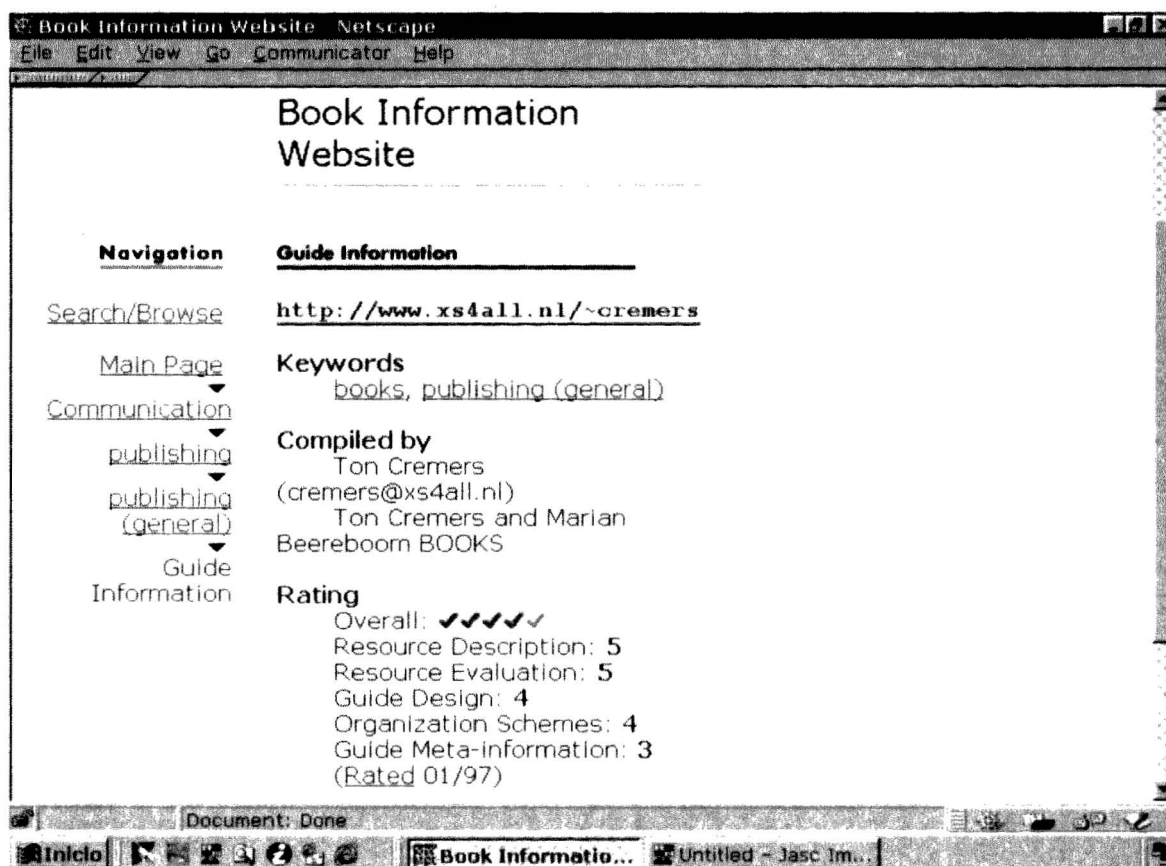 Book Information Website Netscape
File Edit View Go Communicator Help
Book Information
Website
Navigation
Search/Browse
Main Page
Communication
publishing
publishing
(general)
Guide
Information
Guide Information
http://www.xs4all.nl/~cremers
Keywords
books, publishing (general)
Compiled by
Ton Cremers
(cremers@xs4all.nl)
Ton Cremers and Marian
Beereboom BOOKS
Rating
Overall: ✔✔✔✔✔
Resource Description: 5
Resource Evaluation: 5
Guide Design: 4
Organization Schemes: 4
Guide Meta-information: 3
(Rated 01/97)
Document: Done
Inicio Book Informatio... Untitled - Jasc Im...